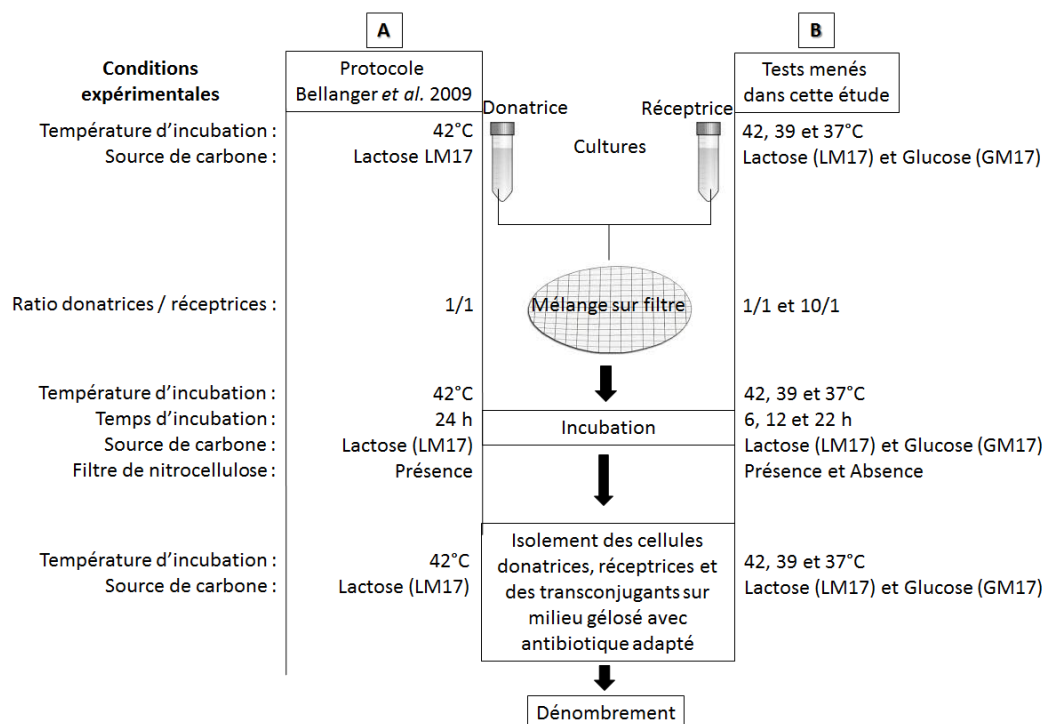 A
B
Conditions
expérimentales
Protocole
Bellanger et al. 2009
Tests menés
dans cette étude
Donatrice
Réceptrice
Cultures
Température d’incubation :
42°C
42, 39 et 37°C
Source de carbone :
Lactose LM17
Lactose (LM17) et Glucose (GM17)
Ratio donatrices / réceptrices :
1/1
Mélange sur filtre
1/1 et 10/1
Température d’incubation :
42°C
42, 39 et 37°C
Temps d’incubation :
24 h
Incubation
6, 12 et 22 h
Source de carbone :
Lactose (LM17)
Lactose (LM17) et Glucose (GM17)
Filtre de nitrocellulose :
Présence
Présence et Absence
Température d’incubation :
42°C
42, 39 et 37°C
Source de carbone :
Lactose (LM17)
Lactose (LM17) et Glucose (GM17)
Isolement des cellules
donatrices, réceptrices et
des transconjugants sur
milieu gélosé avec
antibiotique adapté
Dénombrement